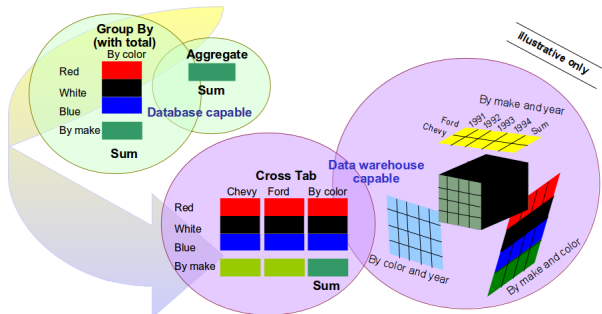 Group By
(with total)
By color
Red
White
Blue
By make
Sum
Aggregate
Sum
Database capable
Illustrative only
By make and year
Ford
Chevy
1991
1992
1993
1994
Sum
By color and year
By make and color
Data warehouse
capable
Cross Tab
Chevy Ford By color
Red
White
Blue
By make
Sum